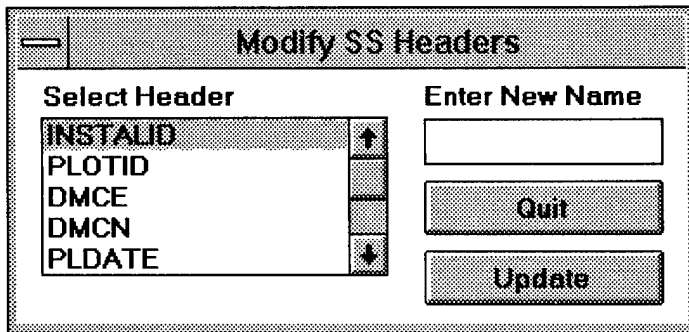 Modify SS Headers
Select Header
INSTALID
PLOTID
DMCE
DMCN
PLDATE
Enter New Name
Quit
Update